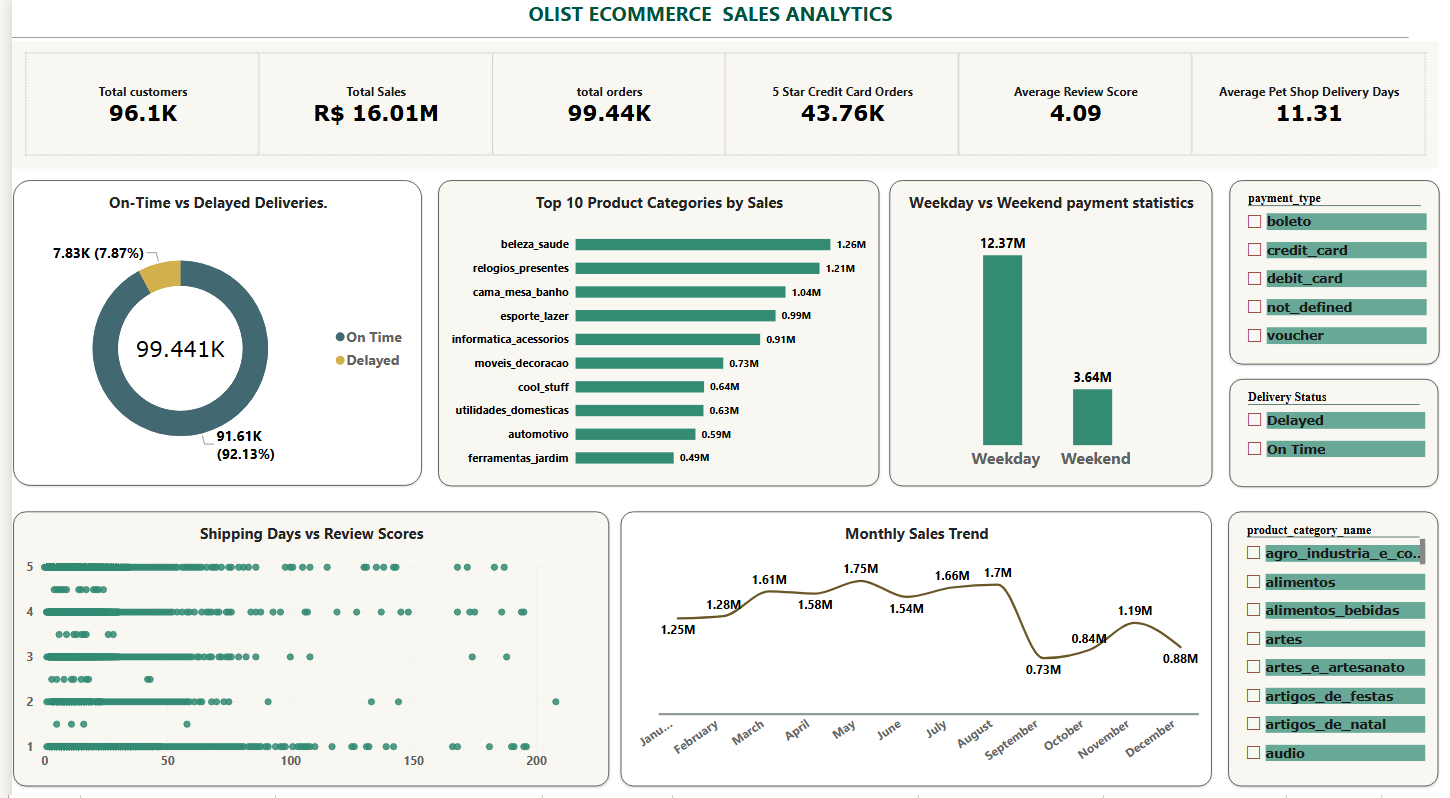 OLIST ECOMMERCE  SALES ANALYTICS
Total customers
96.1K
Total Sales
R$ 16.01M
total orders
99.44K
5 Star Credit Card Orders
43.76K
Average Review Score
4.09
Average Pet Shop Delivery Days
11.31
On-Time vs Delayed Deliveries.
7.83K (7.87%)
99.441K
On Time
Delayed
91.61K
(92.13%)
Top 10 Product Categories by Sales
beleza_saude 1.26M
relogios_presentes 1.21M
cama_mesa_banho 1.04M
esporte_lazer 0.99M
informatica_acessorios 0.91M
moveis_decoracao 0.73M
cool_stuff 0.64M
utilidades_domesticas 0.63M
automotivo 0.59M
ferramentas_jardim 0.49M
Weekday vs Weekend payment statistics
12.37M
3.64M
Weekday Weekend
payment_type
boleto
credit_card
debit_card
not_defined
voucher
Delivery Status
Delayed
On Time
Shipping Days vs Review Scores
5
4
3
2
1
0 50 100 150 200
Monthly Sales Trend
1.25M 1.28M 1.61M 1.58M 1.75M 1.54M 1.66M 1.7M 0.73M 0.84M 1.19M 0.88M
Janu... February March April May June July August September October November December
product_category_name
agro_industria_e_co...
alimentos
alimentos_bebidas
artes
artes_e_artesanato
artigos_de_festas
artigos_de_natal
audio